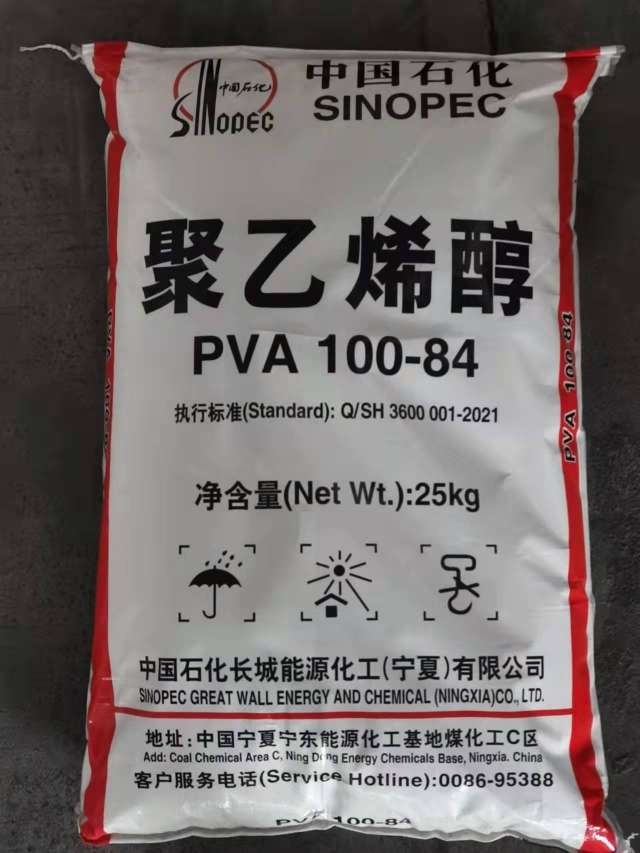 中国石化
SINOPEC
中国石化
SINOPEC
聚乙烯醇
PVA 100-84
执行标准(Standard): Q/SH 3600 001-2021
净含量(Net Wt.):25kg
中国石化长城能源化工(宁夏)有限公司
SINOPEC GREAT WALL ENERGY AND CHEMICAL (NINGXIA)CO., LTD.
地址:中国宁夏宁东能源化工基地煤化工C区
Add: Coal Chemical Area C, Ning Dong Energy Chemicals Base, Ningxia. China
客户服务电话(Service Hotline):0086-95388
PVA 100-84
PVA 100-84